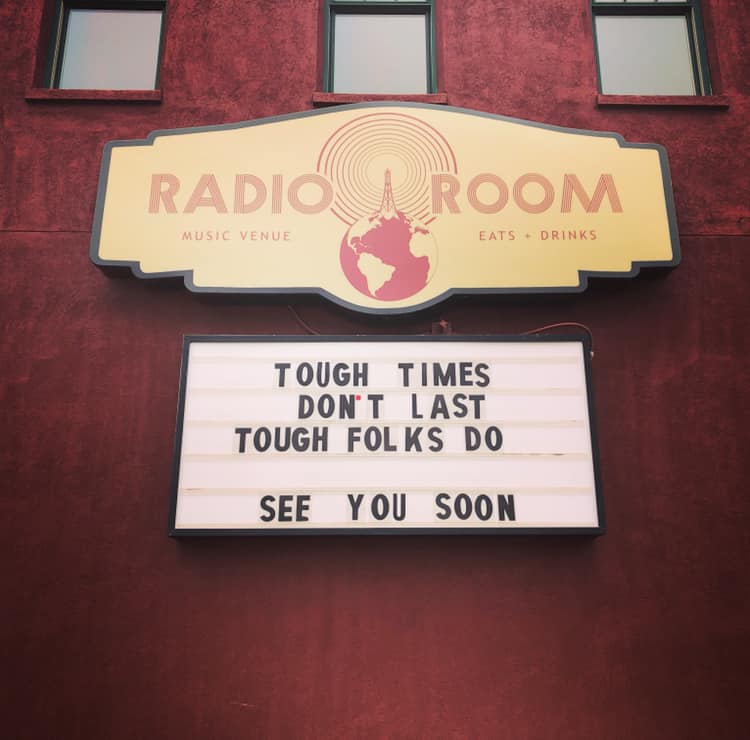 RADIO ROOM
MUSIC VENUE EATS + DRINKS
TOUGH TIMES
DON'T LAST
TOUGH FOLKS DO
SEE YOU SOON